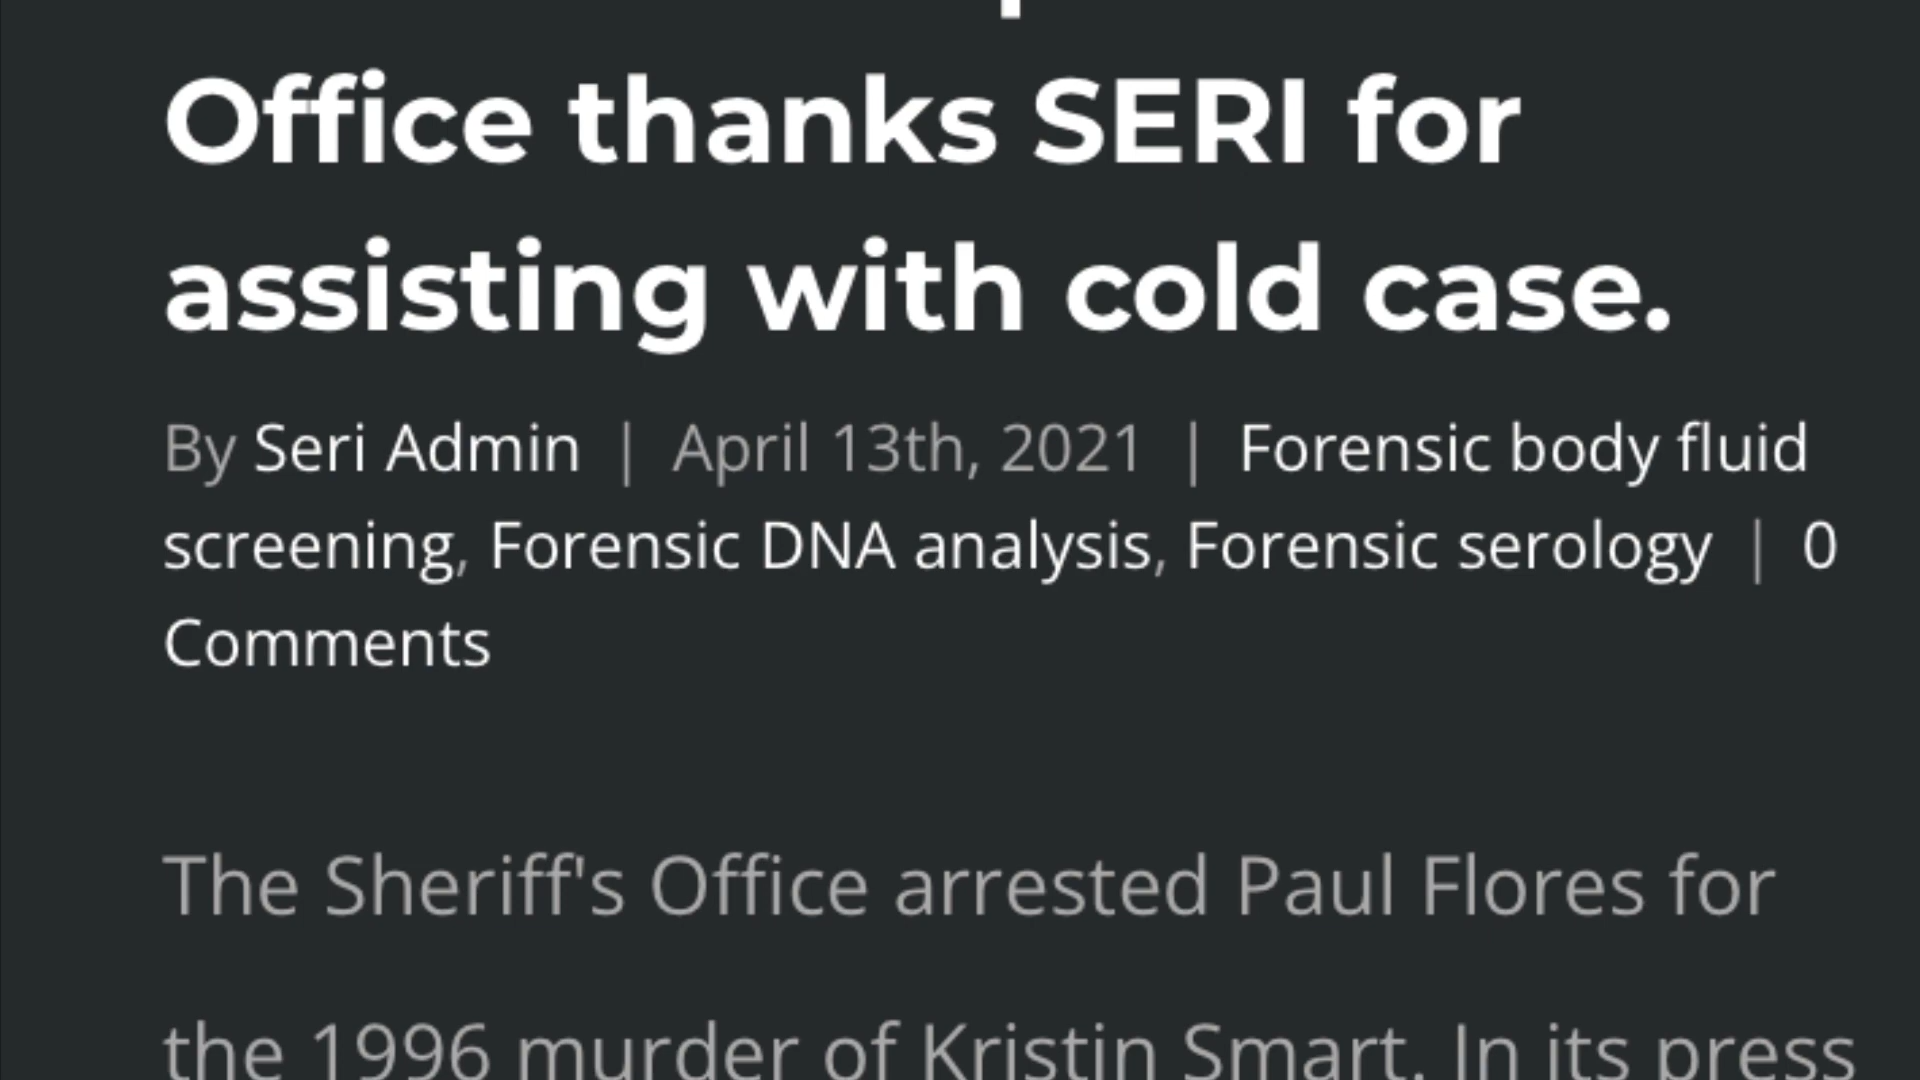 Office thanks SERI for
assisting with cold case.
By Seri Admin | April 13th, 2021 | Forensic body fluid
screening, Forensic DNA analysis, Forensic serology | 0
Comments
The Sheriff's Office arrested Paul Flores for
the 1996 murder of Kristin Smart. In its press